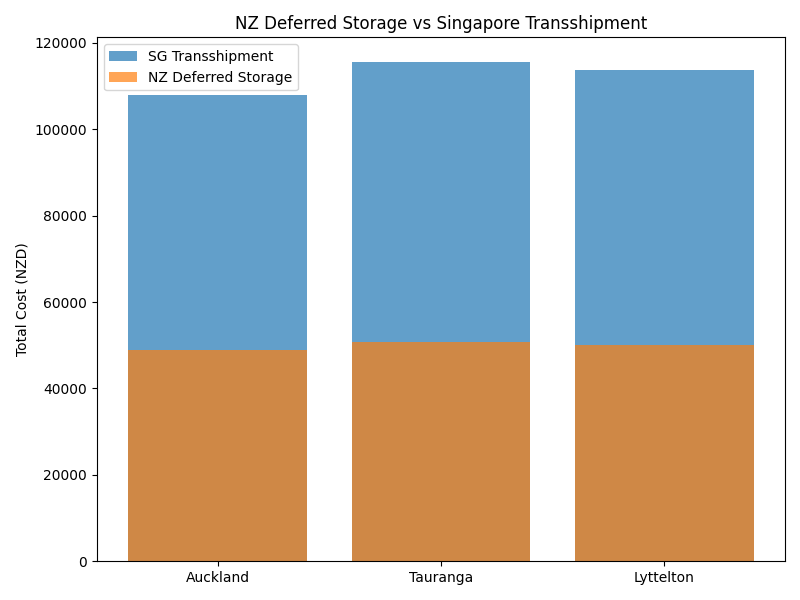 NZ Deferred Storage vs Singapore Transshipment
SG Transshipment
NZ Deferred Storage
Total Cost (NZD)
120000
100000
80000
60000
40000
20000
0
Auckland
Tauranga
Lyttelton